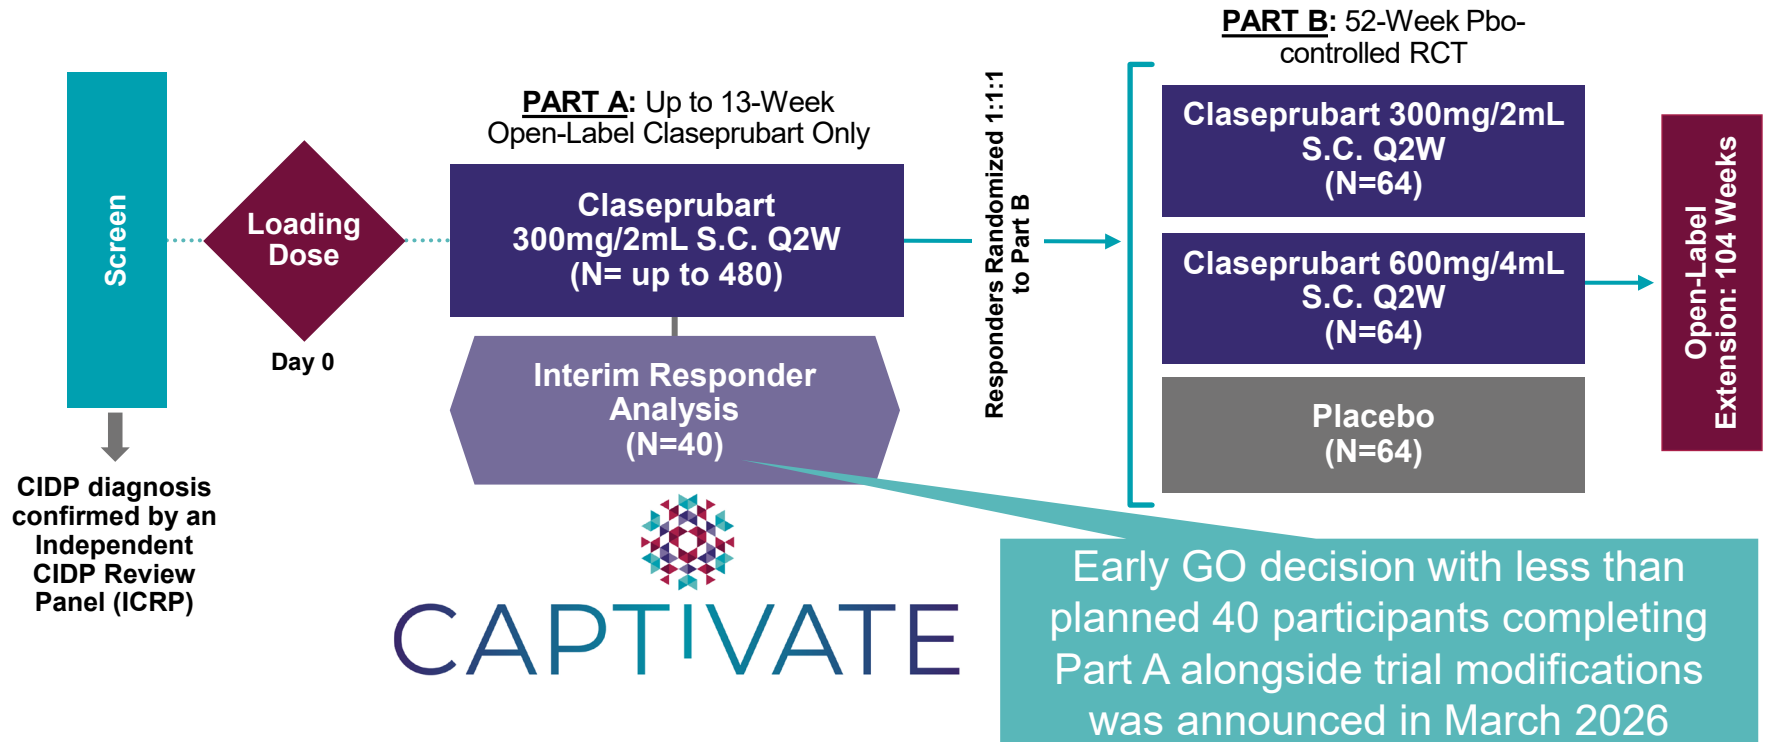 Screen
CIDP diagnosis
confirmed by an
Independent
CIDP Review
Panel (ICRP)
Loading
Dose
Day 0
PART A: Up to 13-Week
Open-Label Claseprubart Only
Claseprubart
300mg/2mL S.C. Q2W
(N= up to 480)
Interim Responder
Analysis
(N=40)
CAPTIVATE
Responders Randomized 1:1:1
to Part B
PART B: 52-Week Pbo-
controlled RCT
Claseprubart 300mg/2mL
S.C. Q2W
(N=64)
Claseprubart 600mg/4mL
S.C. Q2W
(N=64)
Placebo
(N=64)
Open-Label
Extension: 104 Weeks
Early GO decision with less than
planned 40 participants completing
Part A alongside trial modifications
was announced in March 2026